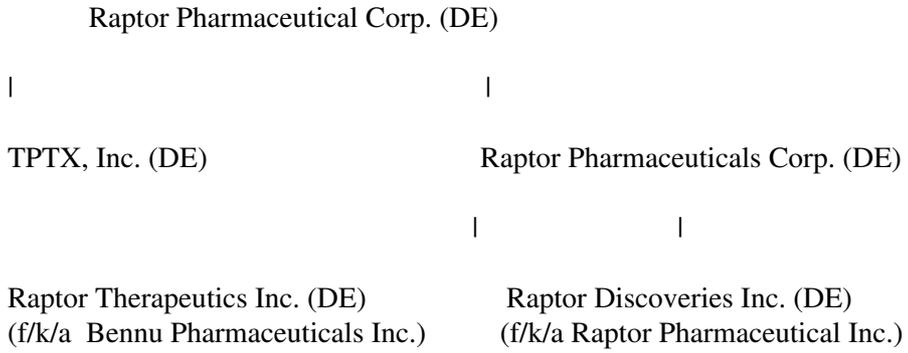 Raptor Pharmaceutical Corp. (DE)
| |
TPTX, Inc. (DE) Raptor Pharmaceuticals Corp. (DE)
| |
Raptor Therapeutics Inc. (DE) Raptor Discoveries Inc. (DE)
(f/k/a Bennu Pharmaceuticals Inc.) (f/k/a Raptor Pharmaceutical Inc.)